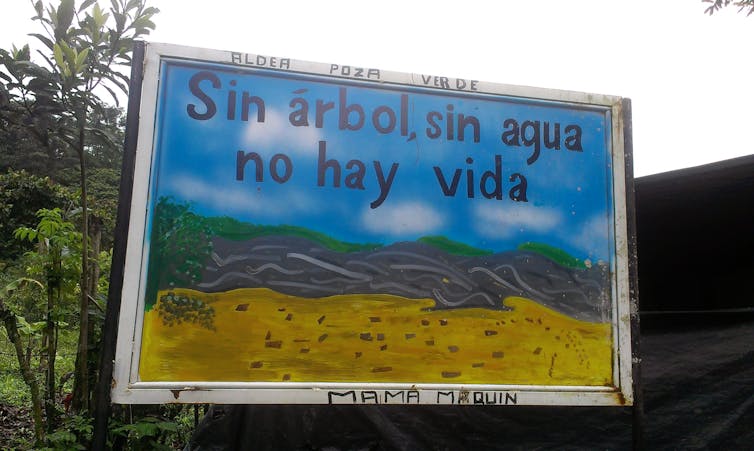 ALDEA POZA VERDE
Sin árbol, sin agua
no hay vida
MAMA MAQUIN